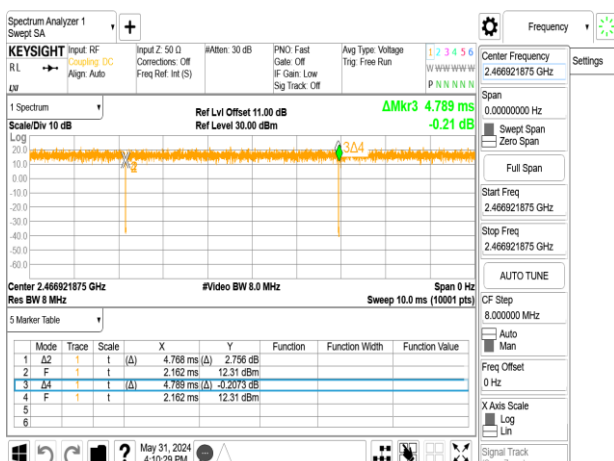 Spectrum Analyzer 1
Swept SA
Frequency
KEYSIGHT Input: RF Input Z: 50 Ω #Atten: 30 dB PNO: Fast Avg Type: Voltage 1 2 3 4 5 6
RL Coupling: DC Corrections: Off Gate: Off Trig: Free Run W W W W W W
Align: Auto Freq Ref: Int (S) IF Gain: Low
LXI Sig Track: Off P N N N N N
1 Spectrum
Ref Lvl Offset 11.00 dB ΔMkr3 4.789 ms
Scale/Div 10 dB Ref Level 30.00 dBm -0.21 dB
Log
20.0
10.0
0.00
-10.0
-20.0
-30.0
-40.0
-50.0
-60.0
3Δ4
Center 2.466921875 GHz #Video BW 8.0 MHz Span 0 Hz
Res BW 8 MHz Sweep 10.0 ms (10001 pts)
5 Marker Table
Mode Trace Scale X Y Function Function Width Function Value
1 Δ2 1 t (Δ) 4.768 ms (Δ) 2.756 dB
2 F 1 t 2.162 ms 12.31 dBm
3 Δ4 1 t (Δ) 4.789 ms (Δ) -0.2073 dB
4 F 1 t 2.162 ms 12.31 dBm
5
6
May 31, 2024
4:10:29 PM
Center Frequency
2.466921875 GHz
Settings
Span
0.00000000 Hz
Swept Span
Zero Span
Full Span
Start Freq
2.466921875 GHz
Stop Freq
2.466921875 GHz
AUTO TUNE
CF Step
8.000000 MHz
Auto
Man
Freq Offset
0 Hz
X Axis Scale
Log
Lin
Signal Track